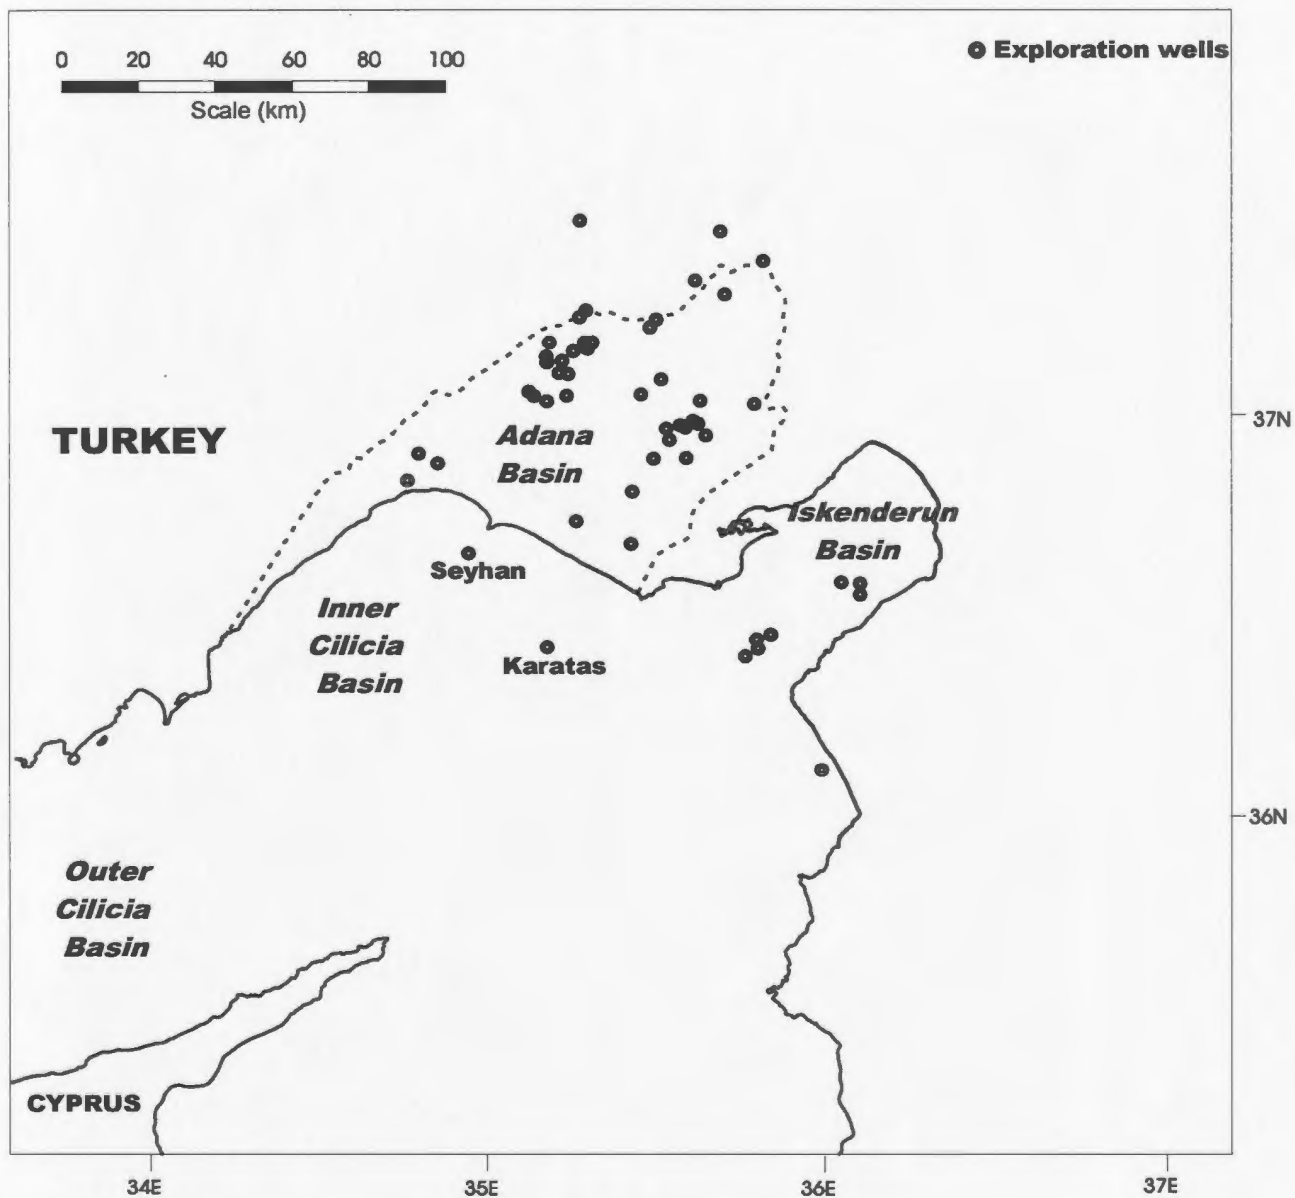 0 20 40 60 80 100
Scale (km)
Exploration wells
TURKEY
Adana
Basin
37N
Iskenderun
Basin
Seyhan
Inner
Cilicia
Basin
Karatas
36N
Outer
Cilicia
Basin
CYPRUS
34E 35E 36E 37E